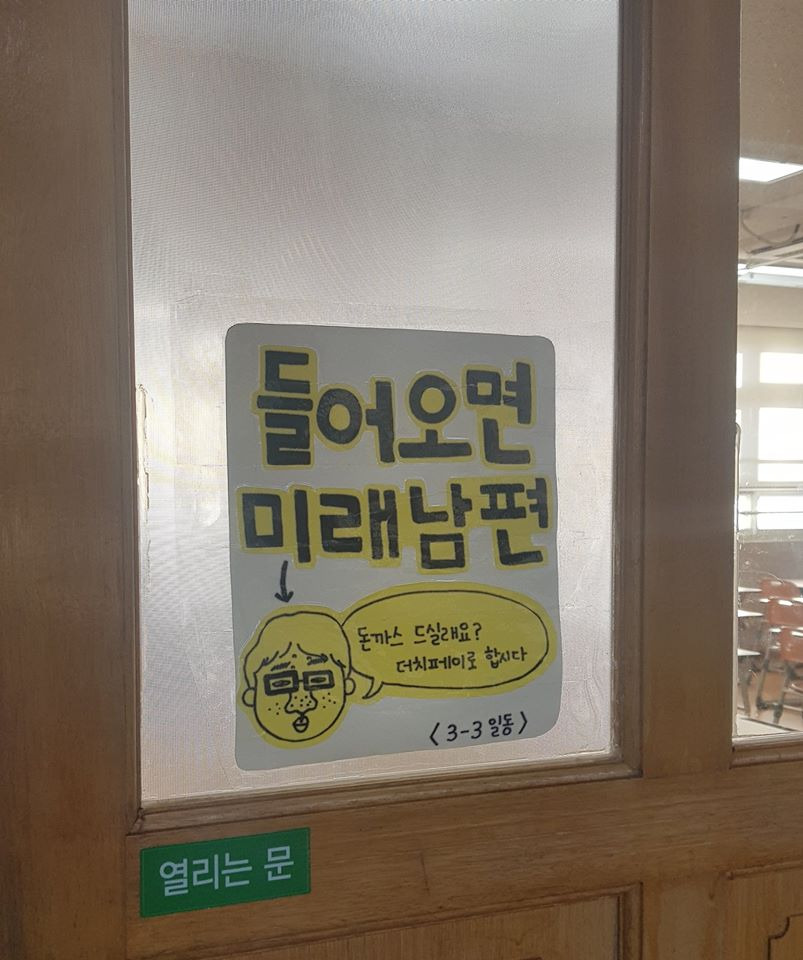 들어오면
미래남편
돈까스 드실래요?
더치페이로 합시다
〈3-3 일동〉
열리는 문